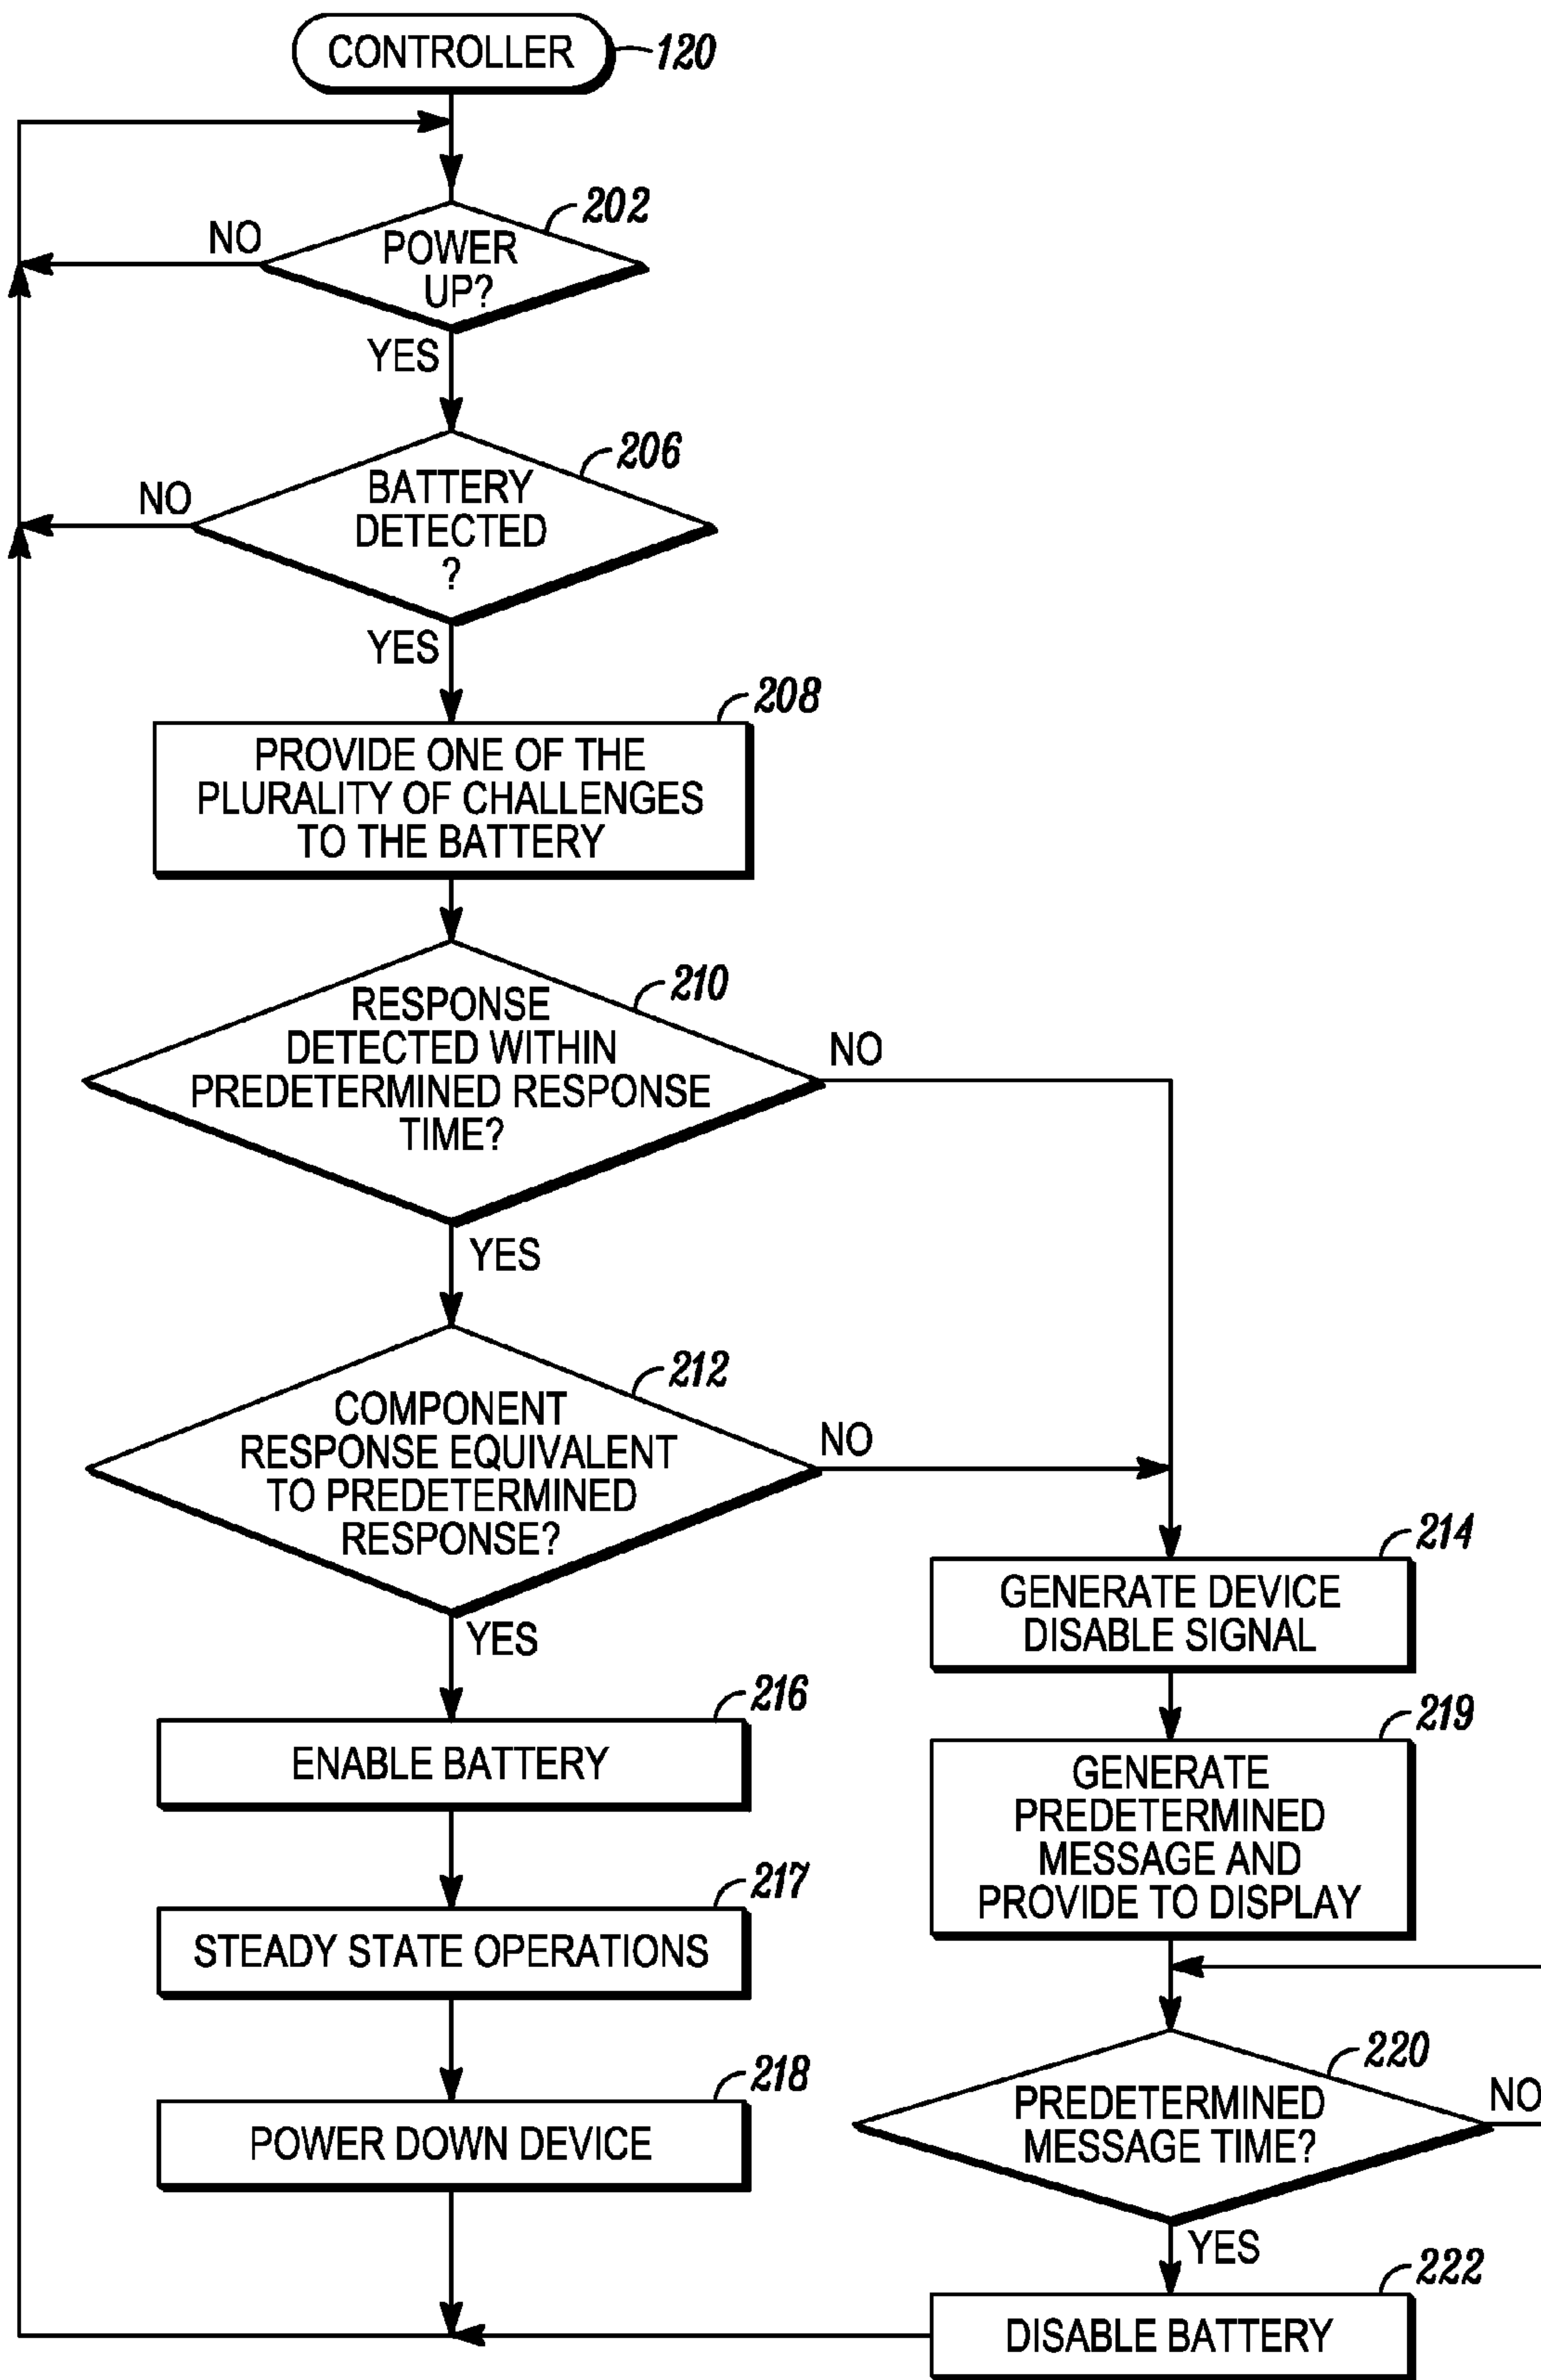 CONTROLLER
120
202
NO
POWER
UP?
YES
206
NO
BATTERY
DETECTED
?
YES
208
PROVIDE ONE OF THE
PLURALITY OF CHALLENGES
TO THE BATTERY
210
RESPONSE
DETECTED WITHIN
PREDETERMINED RESPONSE
TIME?
NO
YES
212
COMPONENT
RESPONSE EQUIVALENT
TO PREDETERMINED
RESPONSE?
NO
YES
214
GENERATE DEVICE
DISABLE SIGNAL
216
ENABLE BATTERY
219
GENERATE
PREDETERMINED
MESSAGE AND
PROVIDE TO DISPLAY
217
STEADY STATE OPERATIONS
218
POWER DOWN DEVICE
220
PREDETERMINED
MESSAGE TIME?
NO
YES
222
DISABLE BATTERY